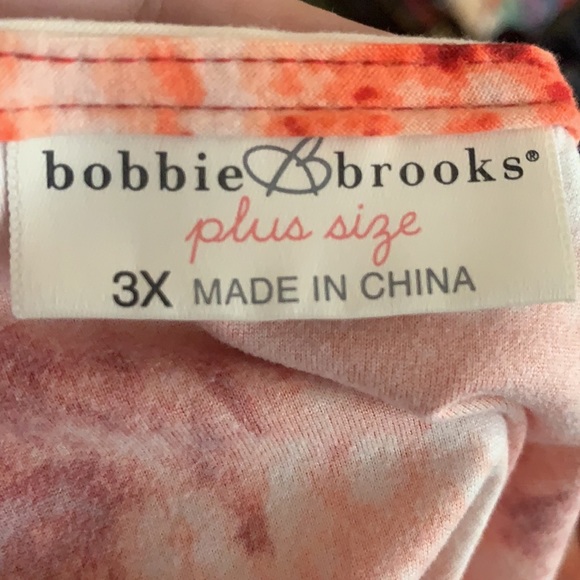 bobbie B brooks®
plus size
3X MADE IN CHINA